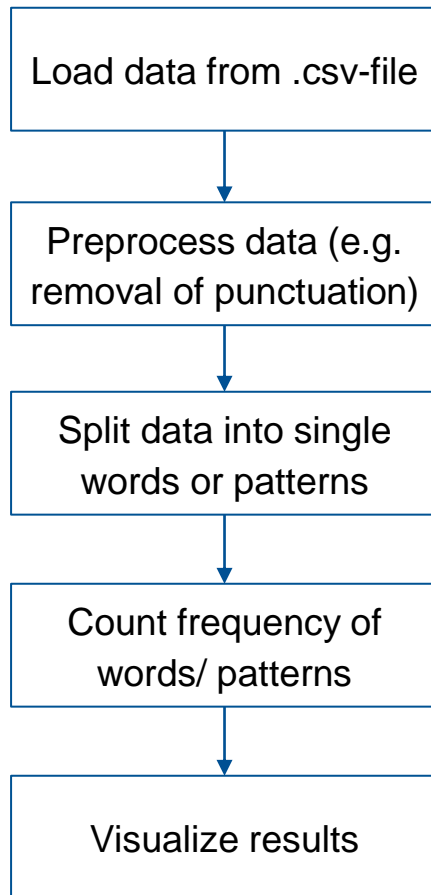 Load data from .csv-file
Preprocess data (e.g.
removal of punctuation)
Split data into single
words or patterns
Count frequency of
words/ patterns
Visualize results